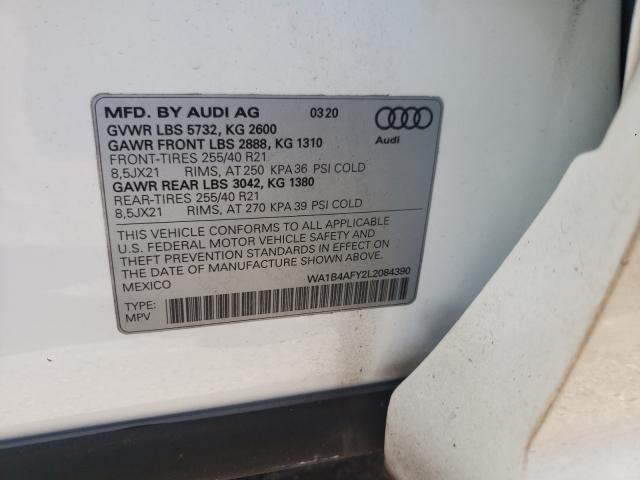 MFD. BY AUDI AG 0320
GVWR LBS 5732, KG 2600
GAWR FRONT LBS 2888, KG 1310
FRONT-TIRES 255/40 R21
8,5JX21 RIMS, AT 250 KPA 36 PSI COLD
GAWR REAR LBS 3042, KG 1380
REAR-TIRES 255/40 R21
8,5JX21 RIMS, AT 270 KPA 39 PSI COLD
Audi
THIS VEHICLE CONFORMS TO ALL APPLICABLE
U.S. FEDERAL MOTOR VEHICLE SAFETY AND
THEFT PREVENTION STANDARDS IN EFFECT ON
THE DATE OF MANUFACTURE SHOWN ABOVE.
MEXICO WA1B4AFY2L2084390
TYPE:
MPV